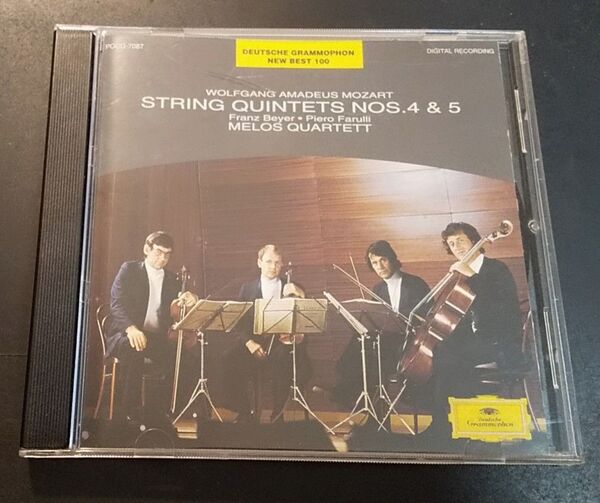 POCG-7087
DEUTSCHE GRAMMOPHON
NEW BEST 100
DIGITAL RECORDING
WOLFGANG AMADEUS MOZART
STRING QUINTETS NOS.4 & 5
Franz Beyer • Piero Farulli
MELOS QUARTETT
Deutsche
Grammophon